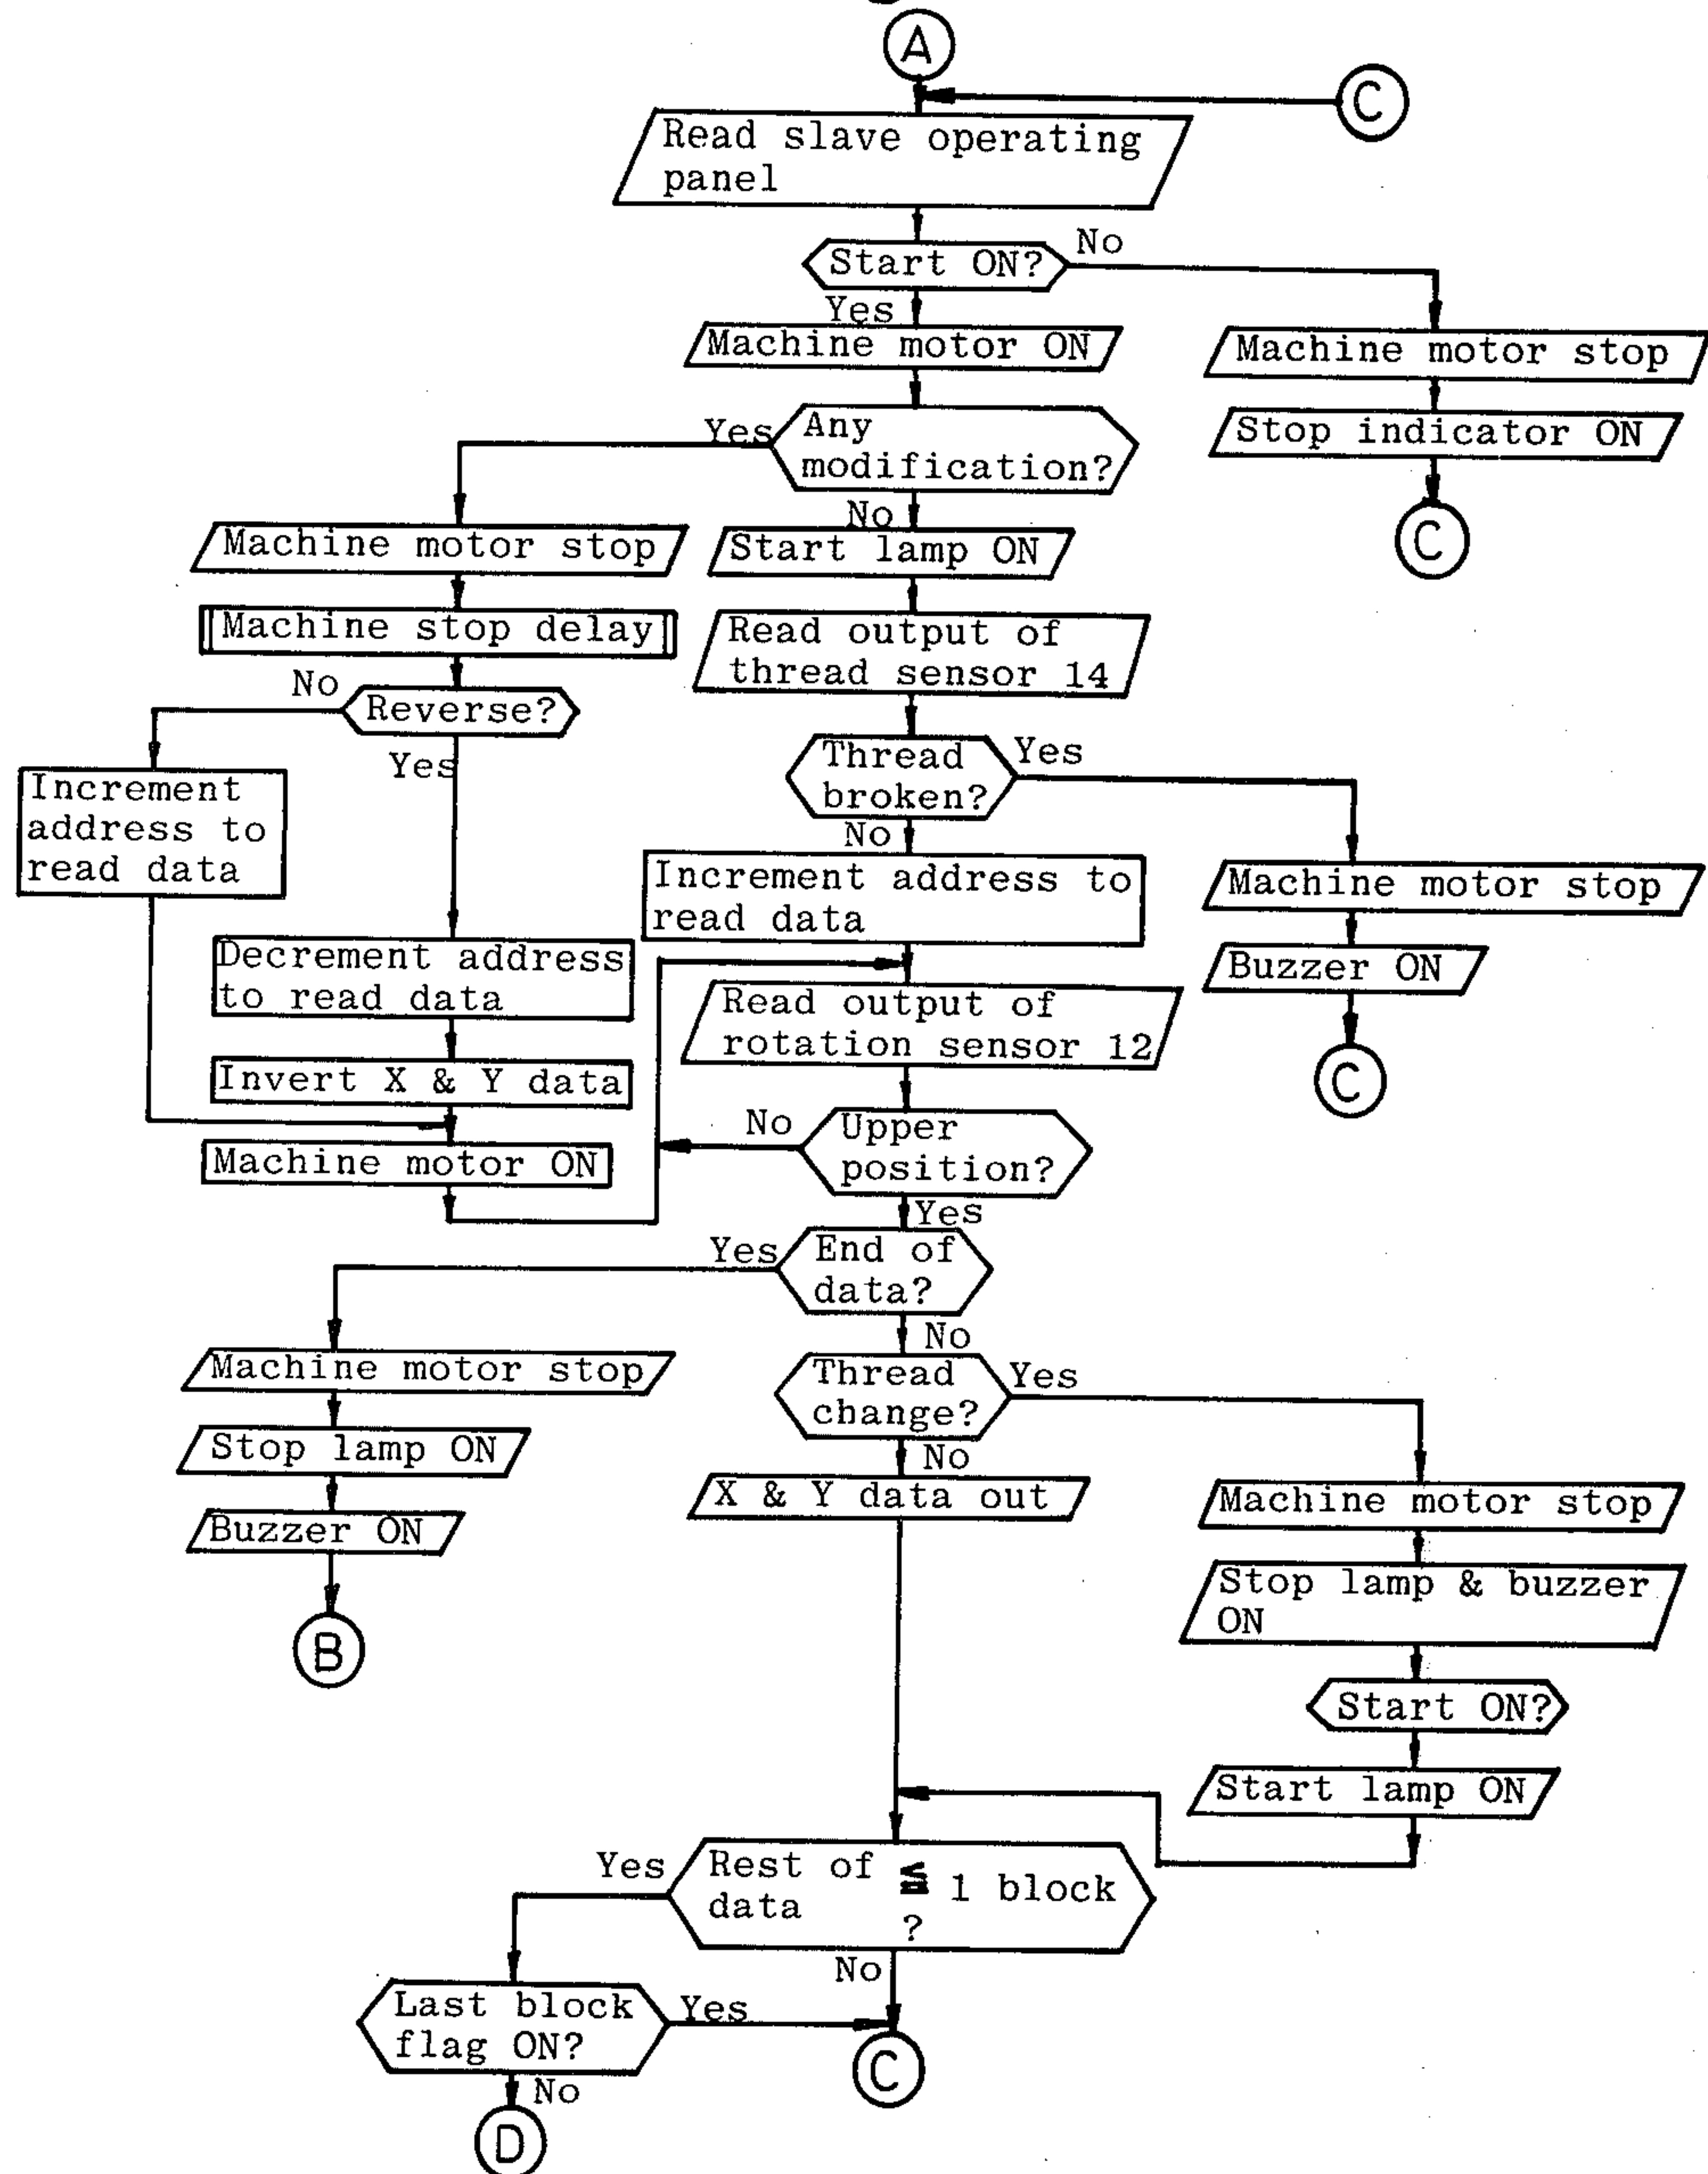 A
C
Read slave operating
panel
Start ON?
No
Yes
Machine motor ON
Machine motor stop
Any
modification?
Yes
Stop indicator ON
No
C
Machine motor stop
Start lamp ON
Machine stop delay
Read output of
thread sensor 14
No
Reverse?
Yes
Thread
broken?
Yes
No
Increment
address to
read data
Increment address to
read data
Machine motor stop
Decrement address
to read data
Buzzer ON
Read output of
rotation sensor 12
C
Invert X & Y data
No
Upper
position?
Machine motor ON
Yes
Yes
End of
data?
No
Machine motor stop
Thread
change?
Yes
Stop lamp ON
No
X & Y data out
Machine motor stop
Buzzer ON
Stop lamp & buzzer
ON
B
Start ON?
Start lamp ON
Yes
Rest of
data
≦ 1 block
?
No
Last block
flag ON?
Yes
C
No
D